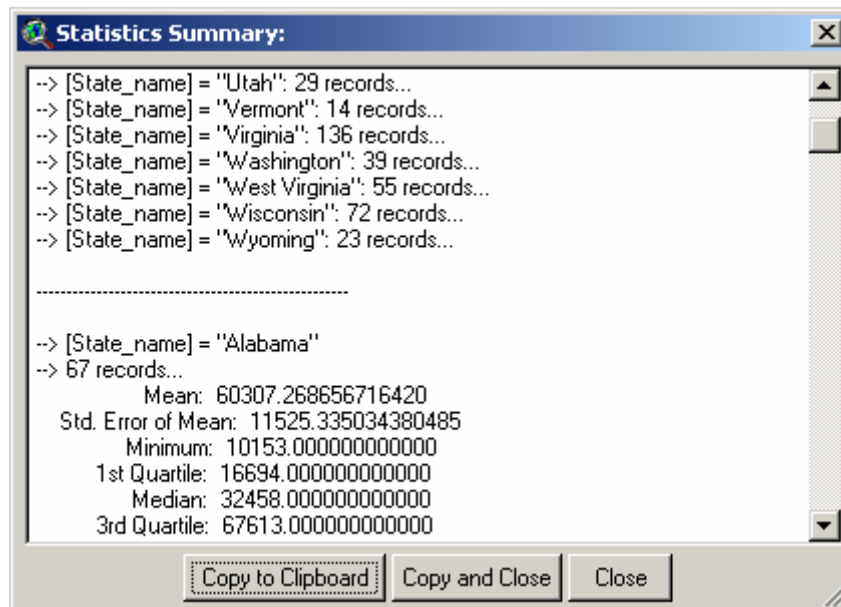 Statistics Summary:
--> [State_name] = "Utah": 29 records...
--> [State_name] = "Vermont": 14 records...
--> [State_name] = "Virginia": 136 records...
--> [State_name] = "Washington": 39 records...
--> [State_name] = "West Virginia": 55 records...
--> [State_name] = "Wisconsin": 72 records...
--> [State_name] = "Wyoming": 23 records...
----------------------------------------------------
--> [State_name] = "Alabama"
--> 67 records...
Mean: 60307.268656716420
Std. Error of Mean: 11525.335034380485
Minimum: 10153.000000000000
1st Quartile: 16694.000000000000
Median: 32458.000000000000
3rd Quartile: 67613.000000000000
Copy to Clipboard Copy and Close Close